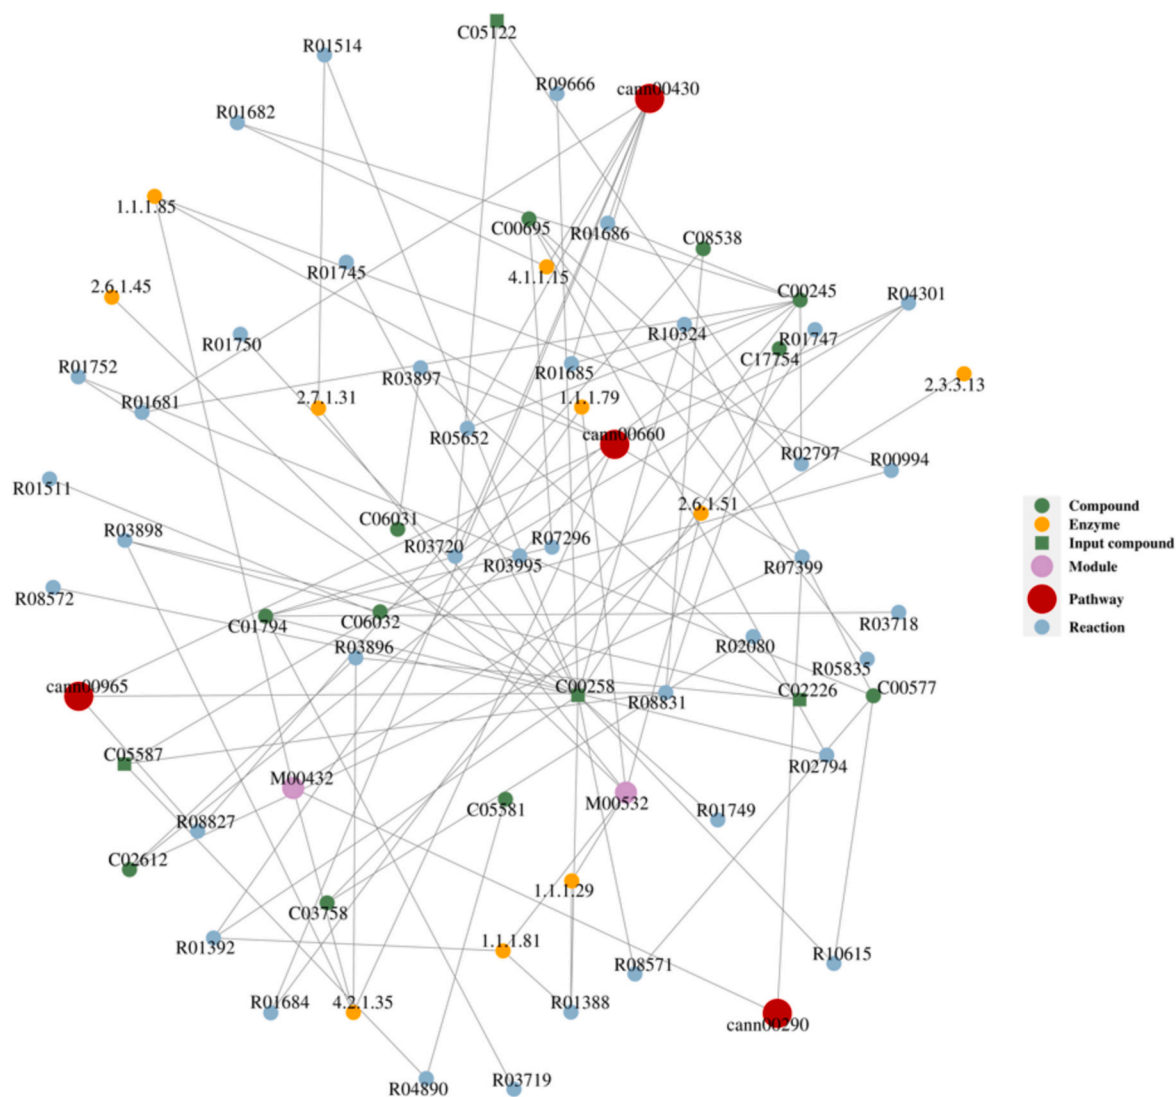 C05122
R01514
R09666
cann00430
R01682
1.1.1.85
C00695
R01686
C08538
R01745
4.1.1.15
2.6.1.45
C00245
R04301
R01750
R10324
R01747
C17754
R01752
R03897
R01685
2.3.3.13
R01681
2.7.1.31
1.1.1.79
R05652
cann00660
R02797
R00994
R01511
2.6.1.51
C06031
R03898
R03720
R07296
R03995
R07399
R08572
C01794
C06032
R03718
R03896
R02080
R05835
cann00965
C00258
R08831
C02226
C00577
C05587
R02794
M00432
C05581
M00532
R01749
R08827
C02612
1.1.1.29
C03758
R01392
1.1.1.81
R08571
R10615
R01684
4.2.1.35
R01388
cann00290
R04890
R03719
Compound
Enzyme
Input compound
Module
Pathway
Reaction